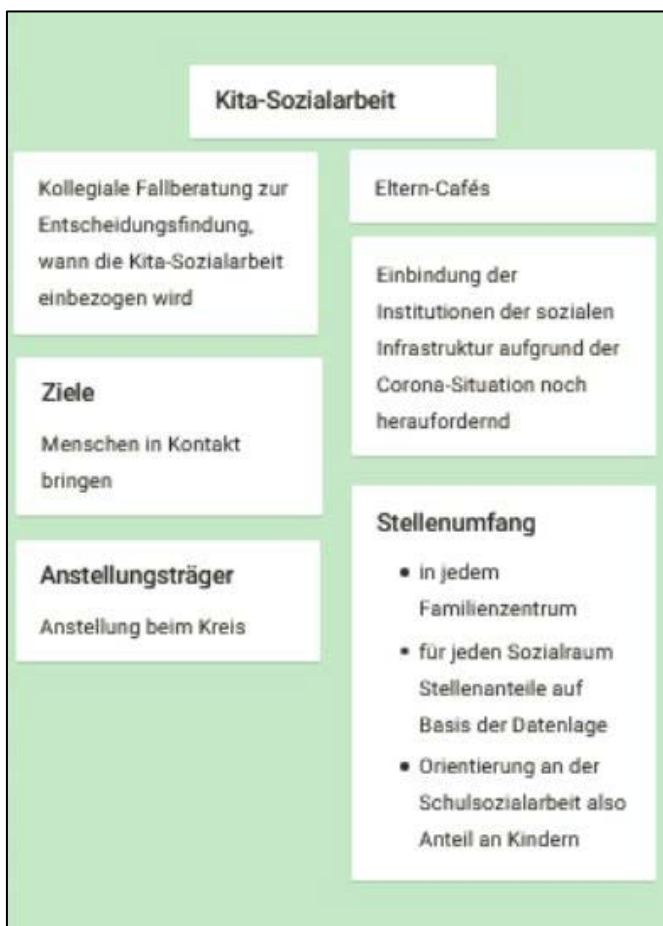 Kita-Sozialarbeit
Kollegiale Fallberatung zur
Entscheidungsfindung,
wann die Kita-Sozialarbeit
einbezogen wird
Ziele
Menschen in Kontakt
bringen
Anstellungsträger
Anstellung beim Kreis
Eltern-Cafés
Einbindung der
Institutionen der sozialen
Infrastruktur aufgrund der
Corona-Situation noch
heraufordernd
Stellenumfang
• in jedem
Familienzentrum
• für jeden Sozialraum
Stellenanteile auf
Basis der Datenlage
• Orientierung an der
Schulsozialarbeit also
Anteil an Kindern